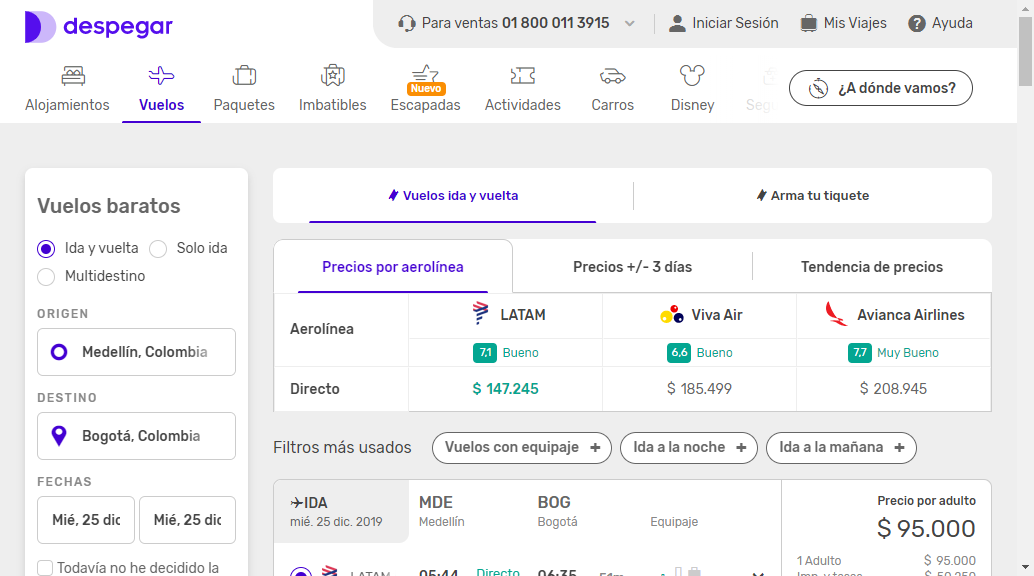 despegar
Para ventas 01 800 011 3915
Iniciar Sesión
Mis Viajes
Ayuda
Alojamientos
Vuelos
Paquetes
Imbatibles
Nuevo
Escapadas
Actividades
Carros
Disney
Seg
¿A dónde vamos?
Vuelos baratos
Ida y vuelta
Solo ida
Multidestino
ORIGEN
Medellín, Colombia
DESTINO
Bogotá, Colombia
FECHAS
Mié, 25 dic
Mié, 25 dic
Todavía no he decidido la
Vuelos ida y vuelta
Arma tu tiquete
Precios por aerolínea
Precios +/- 3 días
Tendencia de precios
Aerolínea
LATAM
Viva Air
Avianca Airlines
7,1 Bueno
6,6 Bueno
7,7 Muy Bueno
Directo
$ 147.245
$ 185.499
$ 208.945
Filtros más usados
Vuelos con equipaje +
Ida a la noche +
Ida a la mañana +
IDA
mié. 25 dic. 2019
MDE
Medellín
BOG
Bogotá
Equipaje
LATAM
05:44
Directo
06:35
51m
Precio por adulto
$ 95.000
1 Adulto
$ 95.000
Imp. y tasas
$ 50.250